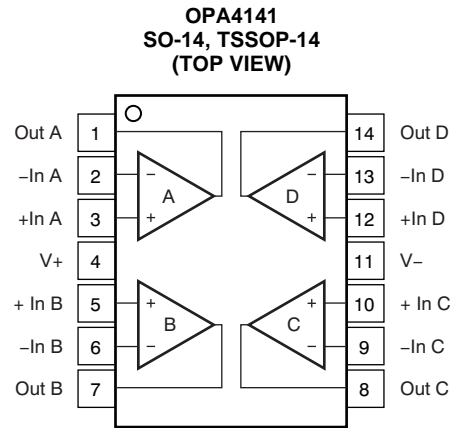 OPA4141
SO-14, TSSOP-14
(TOP VIEW)
Out A 1 14 Out D
−In A 2 − − 13 −In D
A D
+In A 3 + + 12 +In D
V+ 4 11 V−
+ In B 5 + + 10 + In C
B C
−In B 6 − − 9 −In C
Out B 7 8 Out C